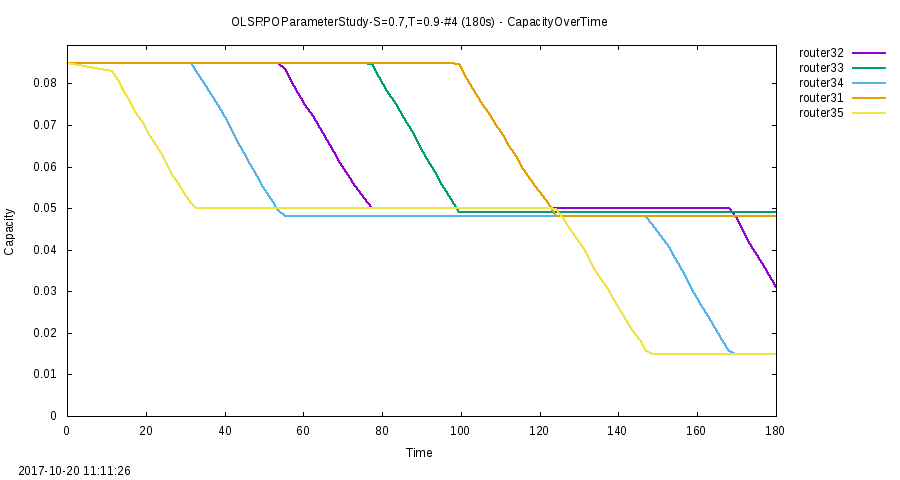 OLSRPOParameterStudy-S=0.7,T=0.9-#4 (180s) - CapacityOverTime
router32
router33
router34
router31
router35
0.08
0.07
0.06
0.05
0.04
0.03
0.02
0.01
0
Capacity
0 20 40 60 80 100 120 140 160 180
Time
2017-10-20 11:11:26